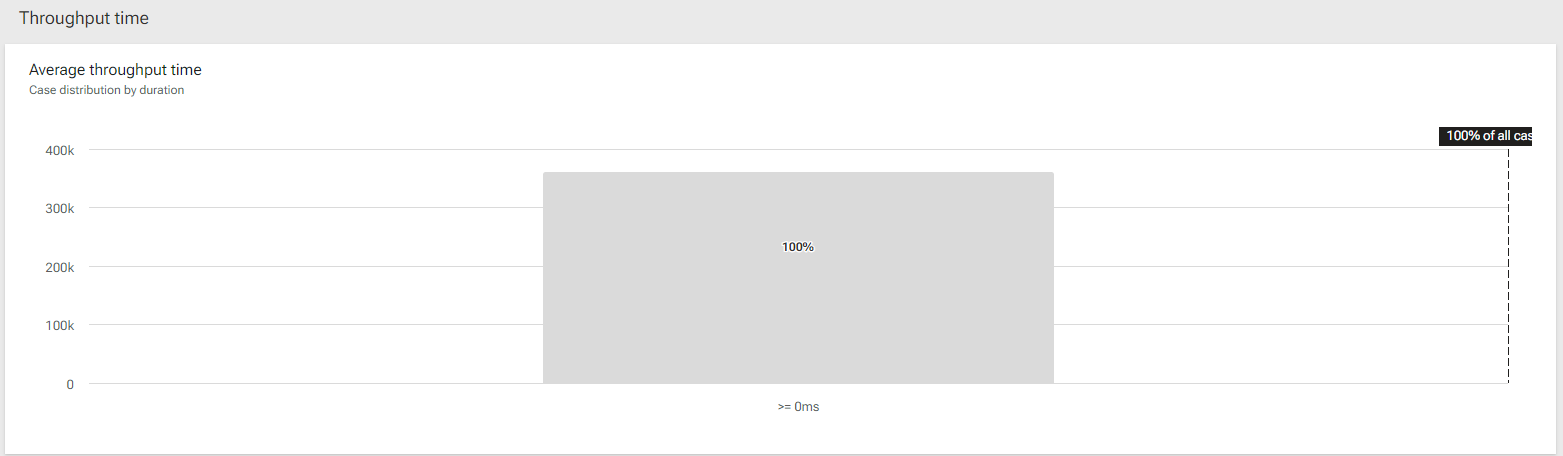 Throughput time
Average throughput time
Case distribution by duration
100% of all cas
400k
300k
100%
200k
100k
0
>= 0ms